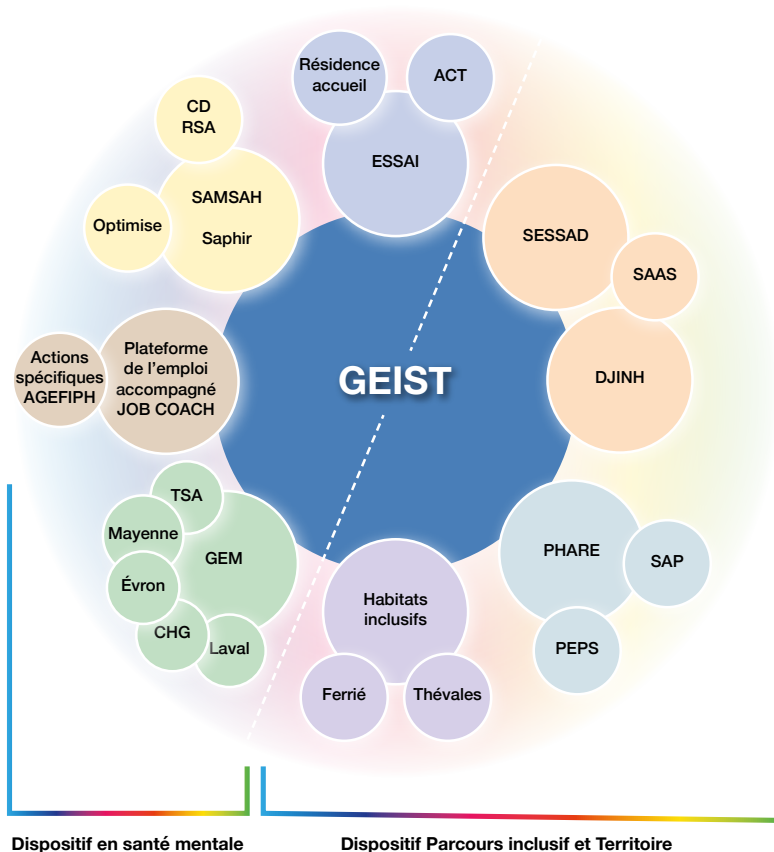 Résidence
accueil
ACT
ESSAI
CD
RSA
SAMSAH
Saphir
Optimise
SESSAD
SAAS
DJINH
Actions
spécifiques
AGEFIPH
Plateforme
de l'emploi
accompagné
JOB COACH
GEIST
TSA
Mayenne
GEM
Évron
CHG
Laval
PHARE
SAP
PEPS
Habitats
inclusifs
Ferrié
Thévales
Dispositif en santé mentale
Dispositif Parcours inclusif et Territoire